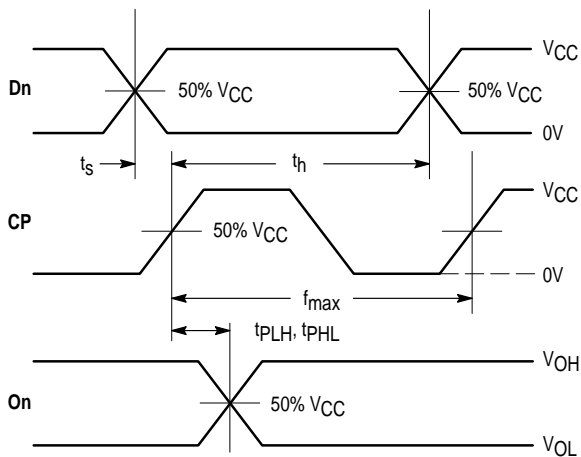 VCC
Dn
50% VCC
50% VCC
0V
ts
th
VCC
CP
50% VCC
0V
fmax
tPLH, tPHL
VOH
On
50% VCC
VOL